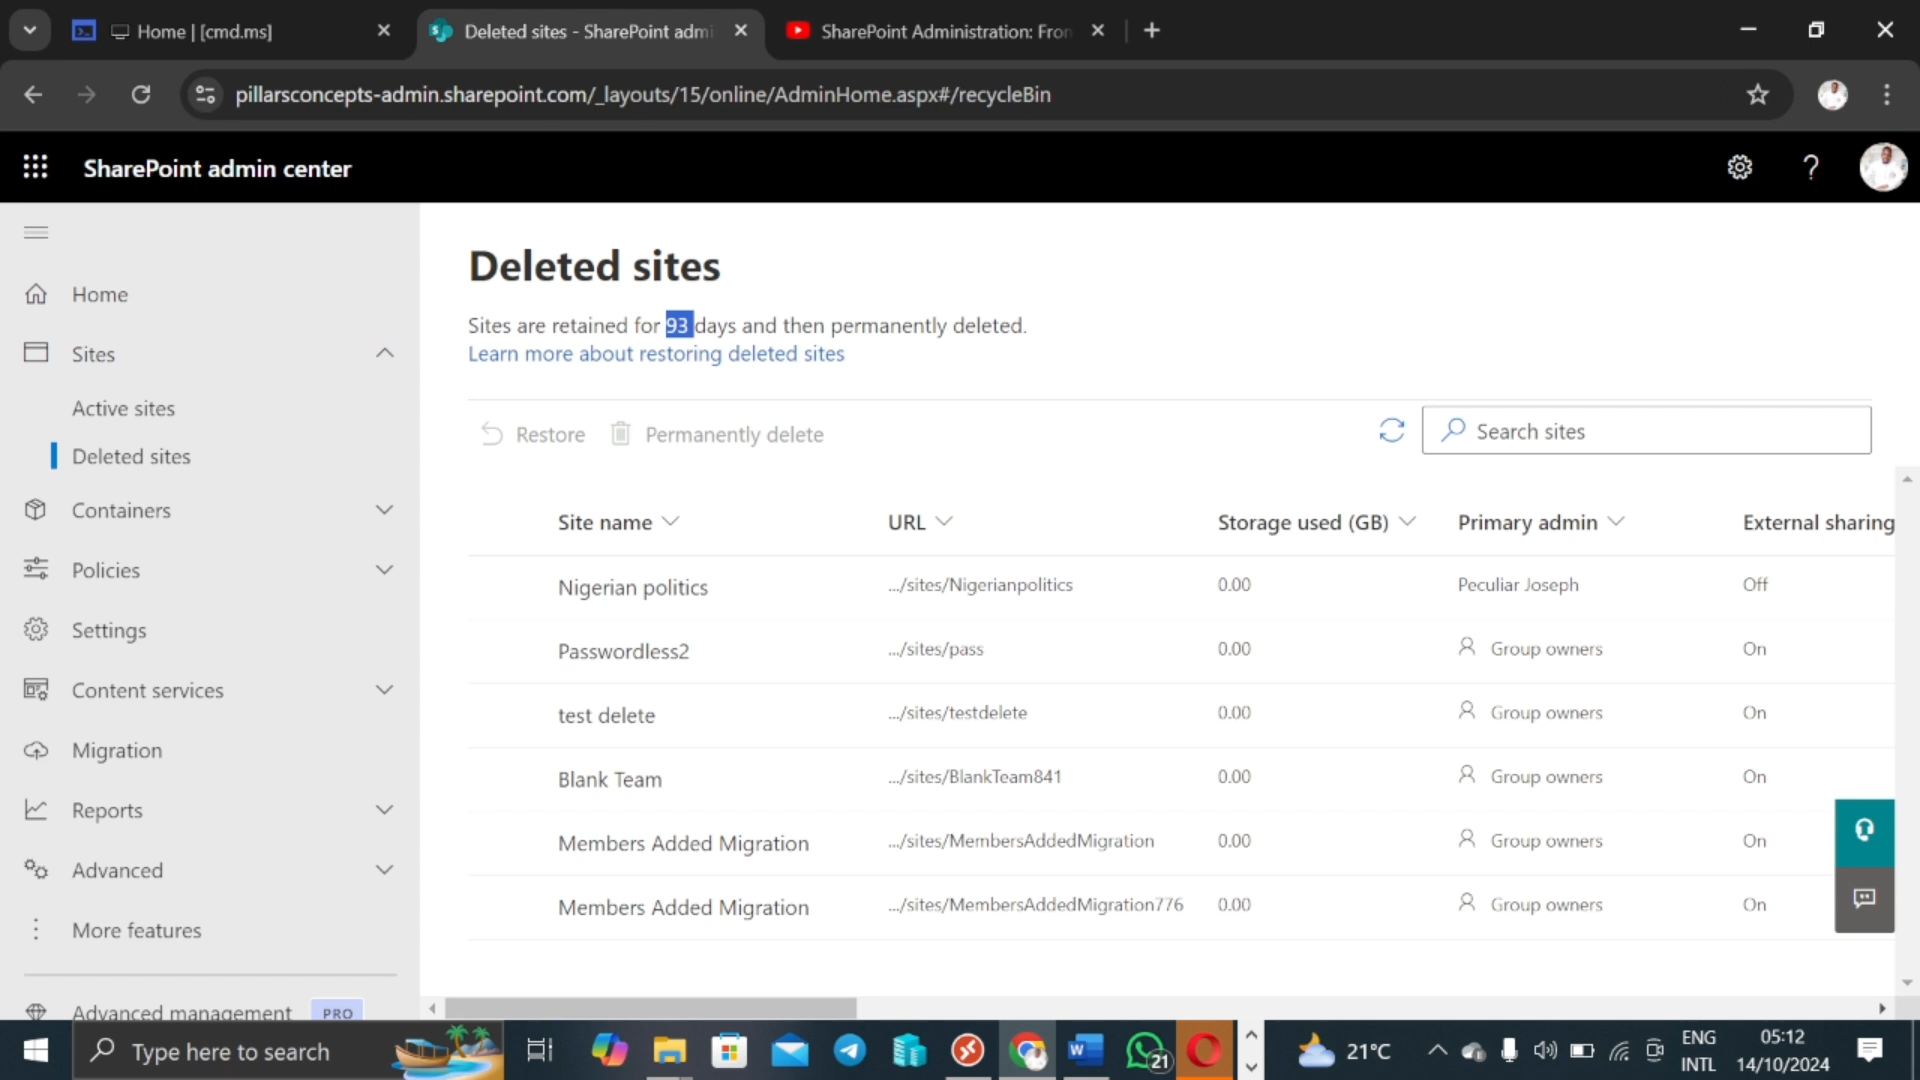 Home | [cmd.ms]
Deleted sites - SharePoint admi
SharePoint Administration: Fron
pillarsconcepts-admin.sharepoint.com/_layouts/15/online/AdminHome.aspx#/recycleBin
SharePoint admin center
Home
Sites
Active sites
Deleted sites
Containers
Policies
Settings
Content services
Migration
Reports
Advanced
More features
Advanced management PRO
Deleted sites
Sites are retained for 93 days and then permanently deleted.
Learn more about restoring deleted sites
Restore Permanently delete Search sites
Site name URL Storage used (GB) Primary admin External sharing
Nigerian politics .../sites/Nigerianpolitics 0.00 Peculiar Joseph Off
Passwordless2 .../sites/pass 0.00 Group owners On
test delete .../sites/testdelete 0.00 Group owners On
Blank Team .../sites/BlankTeam841 0.00 Group owners On
Members Added Migration .../sites/MembersAddedMigration 0.00 Group owners On
Members Added Migration .../sites/MembersAddedMigration776 0.00 Group owners On
Type here to search
21
21°C
ENG
INTL
05:12
14/10/2024